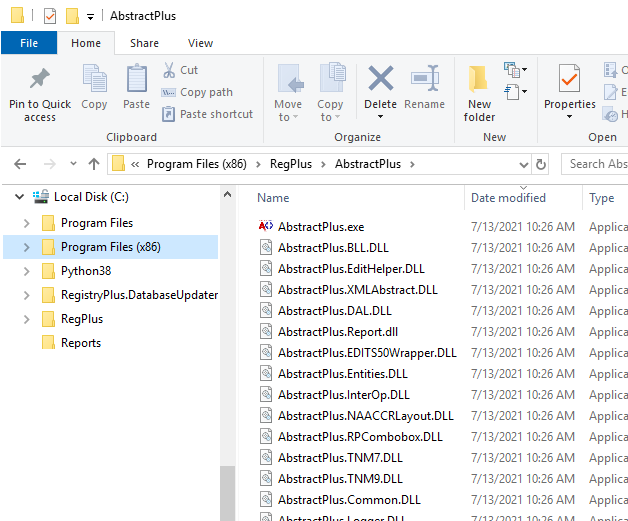 AbstractPlus
File Home Share View
Pin to Quick access
Copy
Paste
Cut
Copy path
Paste shortcut
Move to
Copy to
Delete
Rename
New folder
Properties
Clipboard Organize New Open
« Program Files (x86) > RegPlus > AbstractPlus >
Search Abs
Local Disk (C:)
Program Files
Program Files (x86)
Python38
RegistryPlus.DatabaseUpdater
RegPlus
Reports
Name Date modified Type
AbstractPlus.exe 7/13/2021 10:26 AM Applica
AbstractPlus.BLL.DLL 7/13/2021 10:26 AM Applica
AbstractPlus.EditHelper.DLL 7/13/2021 10:26 AM Applica
AbstractPlus.XMLAbstract.DLL 7/13/2021 10:26 AM Applica
AbstractPlus.DAL.DLL 7/13/2021 10:26 AM Applica
AbstractPlus.Report.dll 7/13/2021 10:26 AM Applica
AbstractPlus.EDITS50Wrapper.DLL 7/13/2021 10:26 AM Applica
AbstractPlus.Entities.DLL 7/13/2021 10:26 AM Applica
AbstractPlus.InterOp.DLL 7/13/2021 10:26 AM Applica
AbstractPlus.NAACCRLayout.DLL 7/13/2021 10:26 AM Applica
AbstractPlus.RPCombobox.DLL 7/13/2021 10:26 AM Applica
AbstractPlus.TNM7.DLL 7/13/2021 10:26 AM Applica
AbstractPlus.TNM9.DLL 7/13/2021 10:26 AM Applica
AbstractPlus.Common.DLL 7/13/2021 10:26 AM Applica
AbstractPlus.Logger.DLL 7/13/2021 10:26 AM Applica